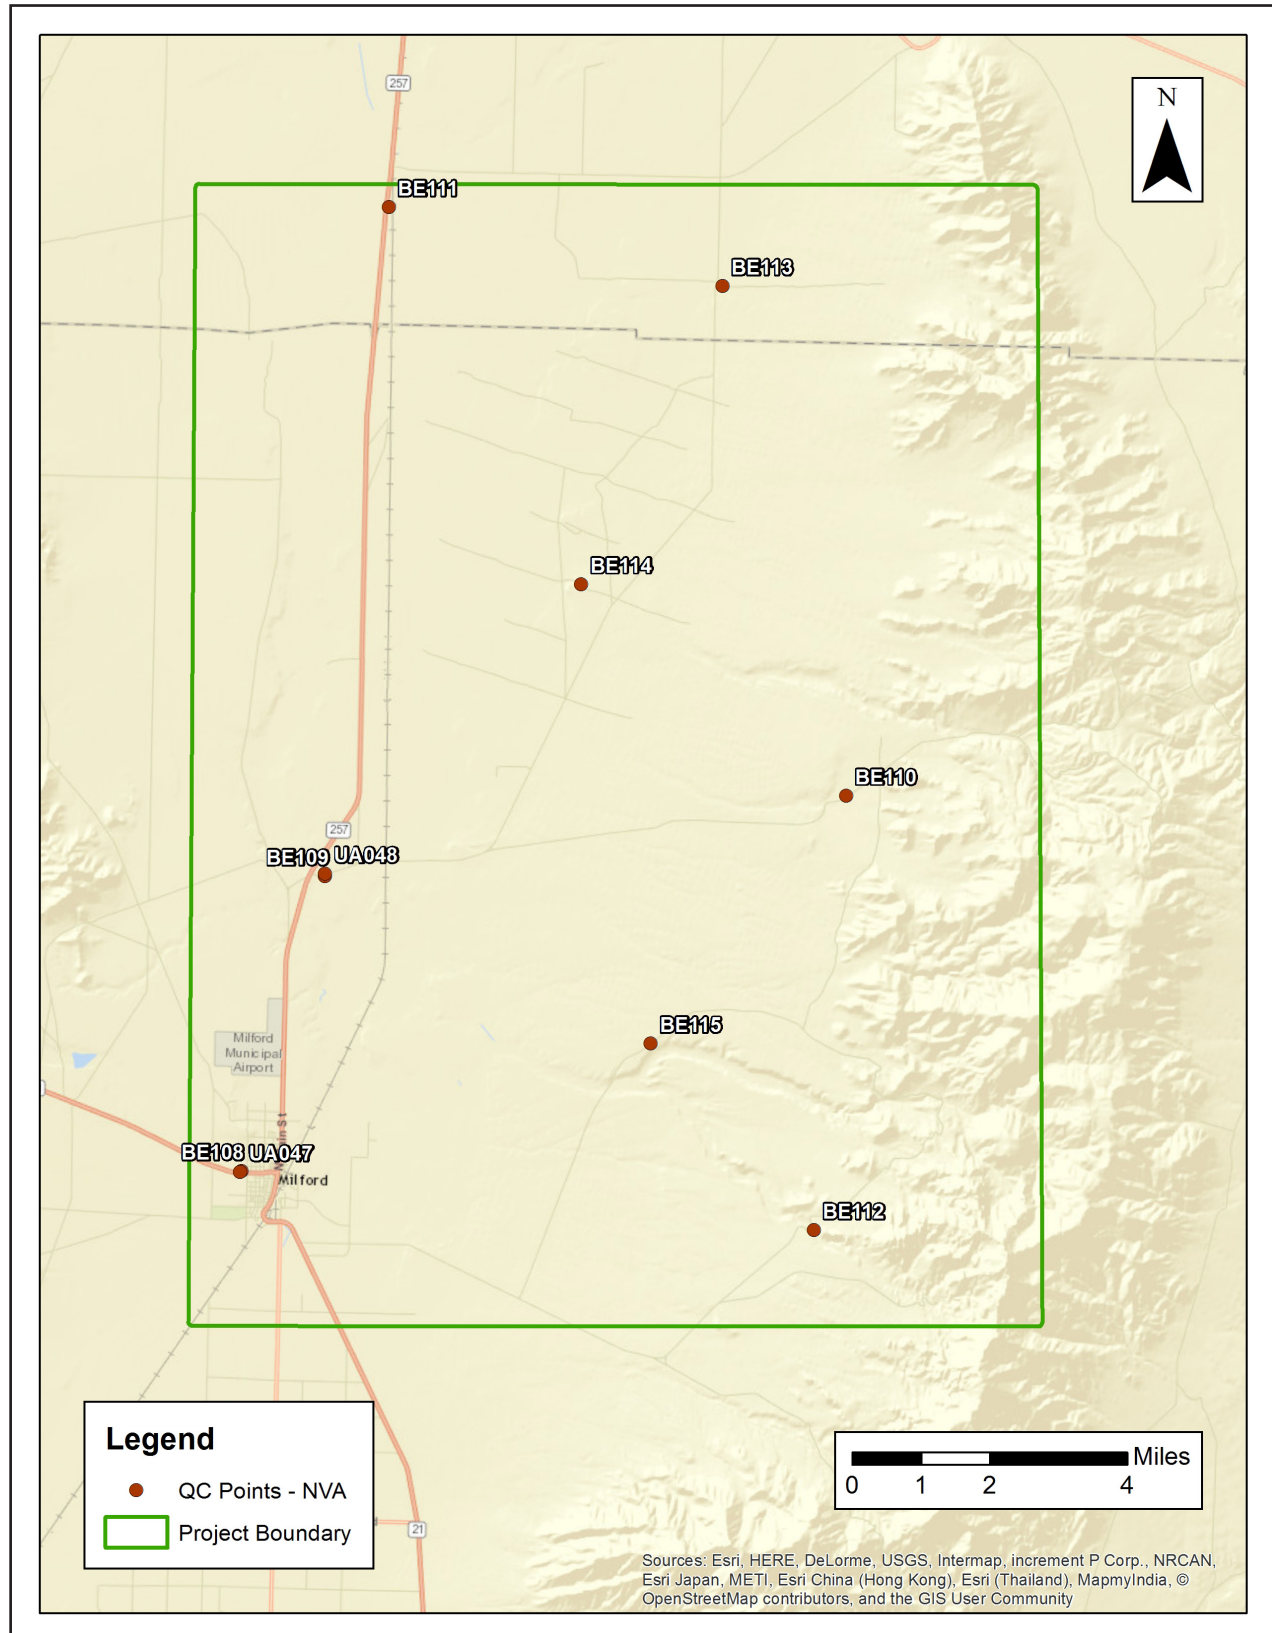 257
N
BE111
BE113
BE114
BE110
257
BE109 UA048
BE115
Milford
Municipal
Airport
BE108 UA047
Milford
BE112
Legend
QC Points - NVA
Project Boundary
Miles
0 1 2 4
21
Sources: Esri, HERE, DeLorme, USGS, Intermap, increment P Corp., NRCAN,
Esri Japan, METI, Esri China (Hong Kong), Esri (Thailand), MapmyIndia, ©
OpenStreetMap contributors, and the GIS User Community